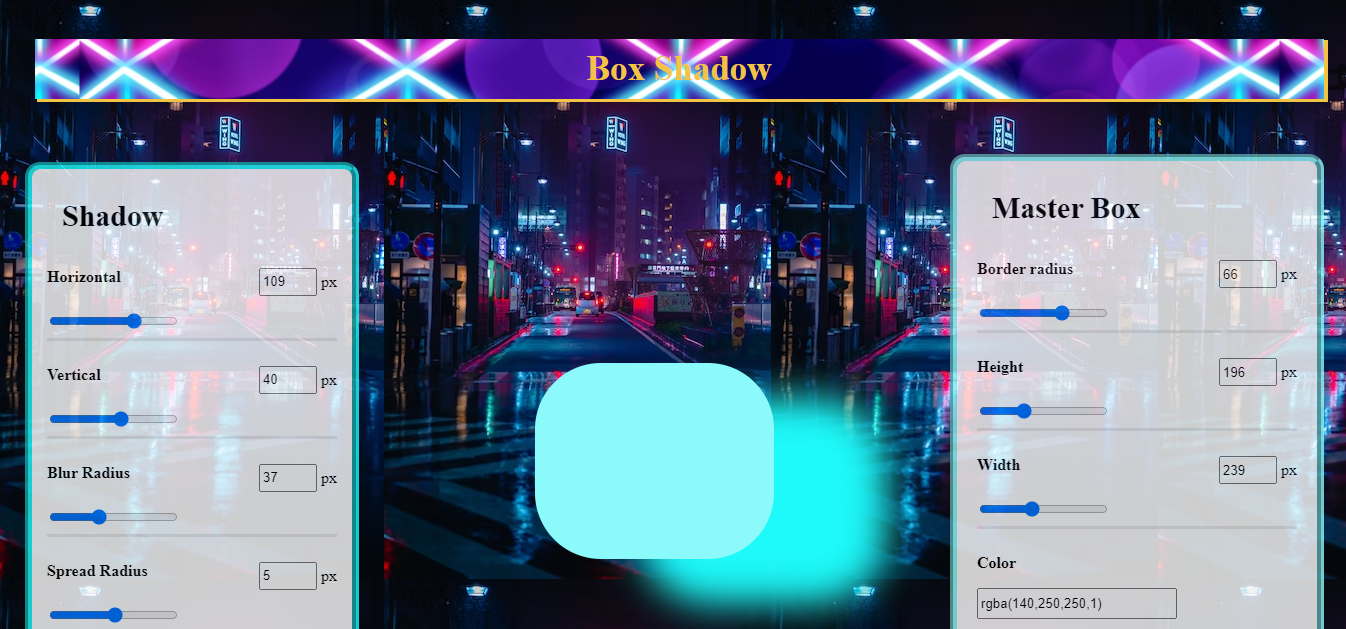 Box Shadow
Shadow
Horizontal
109 px
Vertical
40 px
Blur Radius
37 px
Spread Radius
5 px
Master Box
Border radius
66 px
Height
196 px
Width
239 px
Color
rgba(140,250,250,1)